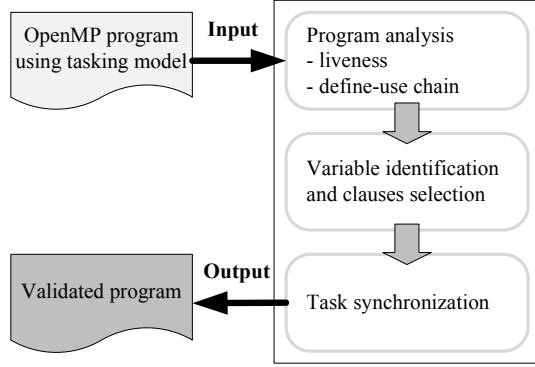 OpenMP program
using tasking model
Input
Program analysis
- liveness
- define-use chain
Variable identification
and clauses selection
Task synchronization
Output
Validated program